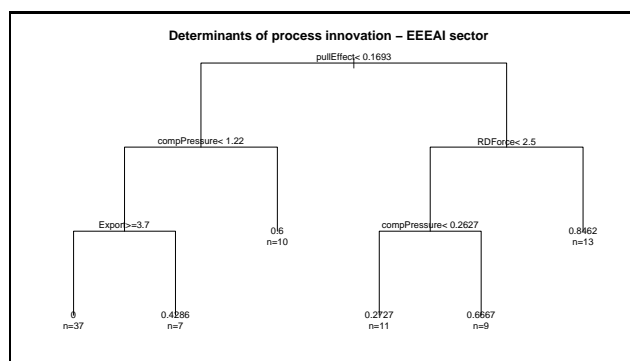 Determinants of process innovation – EEEAI sector
pullEffect< 0.1693
compPressure< 1.22
RDForce< 2.5
Export>=3.7
0.6
n=10
compPressure< 0.2627
0.8462
n=13
0
n=37
0.4286
n=7
0.2727
n=11
0.6667
n=9